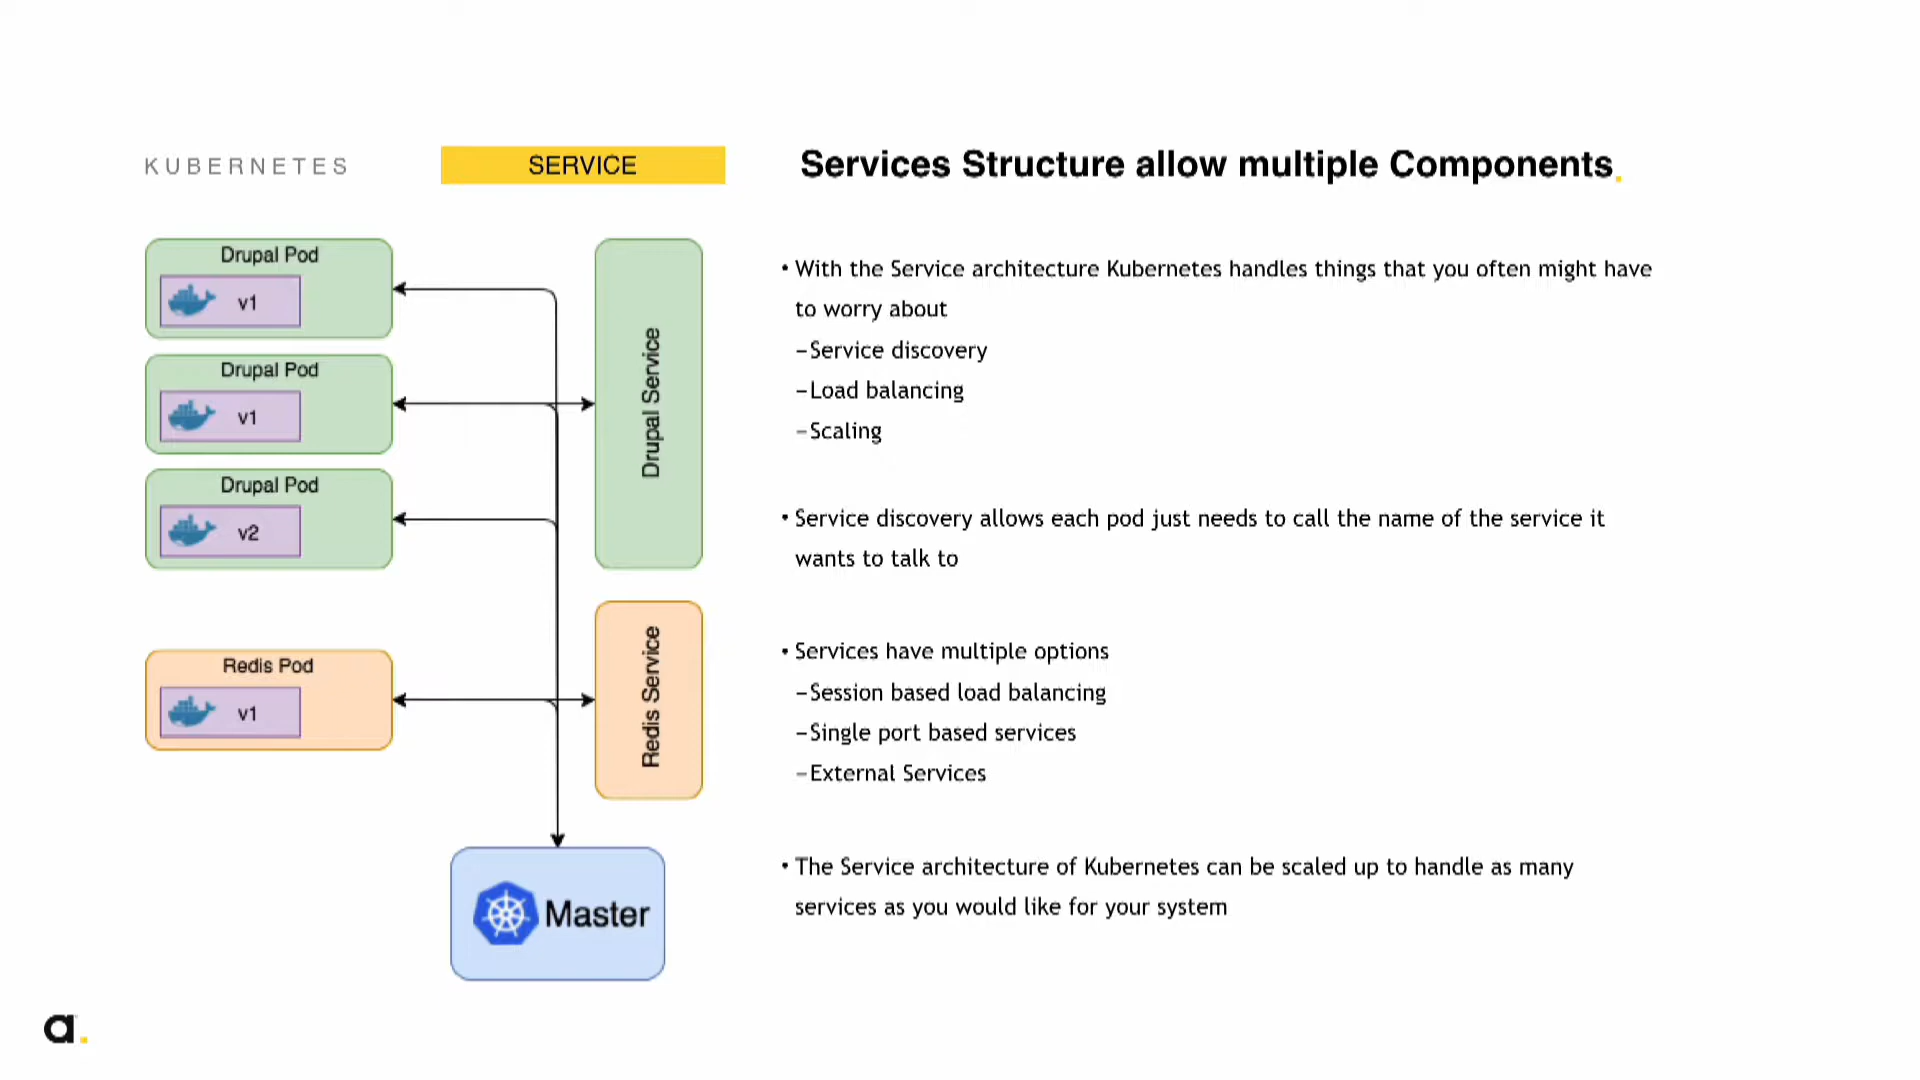 KUBERNETES
SERVICE
Services Structure allow multiple Components.
Drupal Pod
v1
Drupal Pod
v1
Drupal Pod
v2
Redis Pod
v1
Drupal Service
Redis Service
Master
• With the Service architecture Kubernetes handles things that you often might have
to worry about
–Service discovery
–Load balancing
–Scaling
• Service discovery allows each pod just needs to call the name of the service it
wants to talk to
• Services have multiple options
–Session based load balancing
–Single port based services
–External Services
• The Service architecture of Kubernetes can be scaled up to handle as many
services as you would like for your system
a.